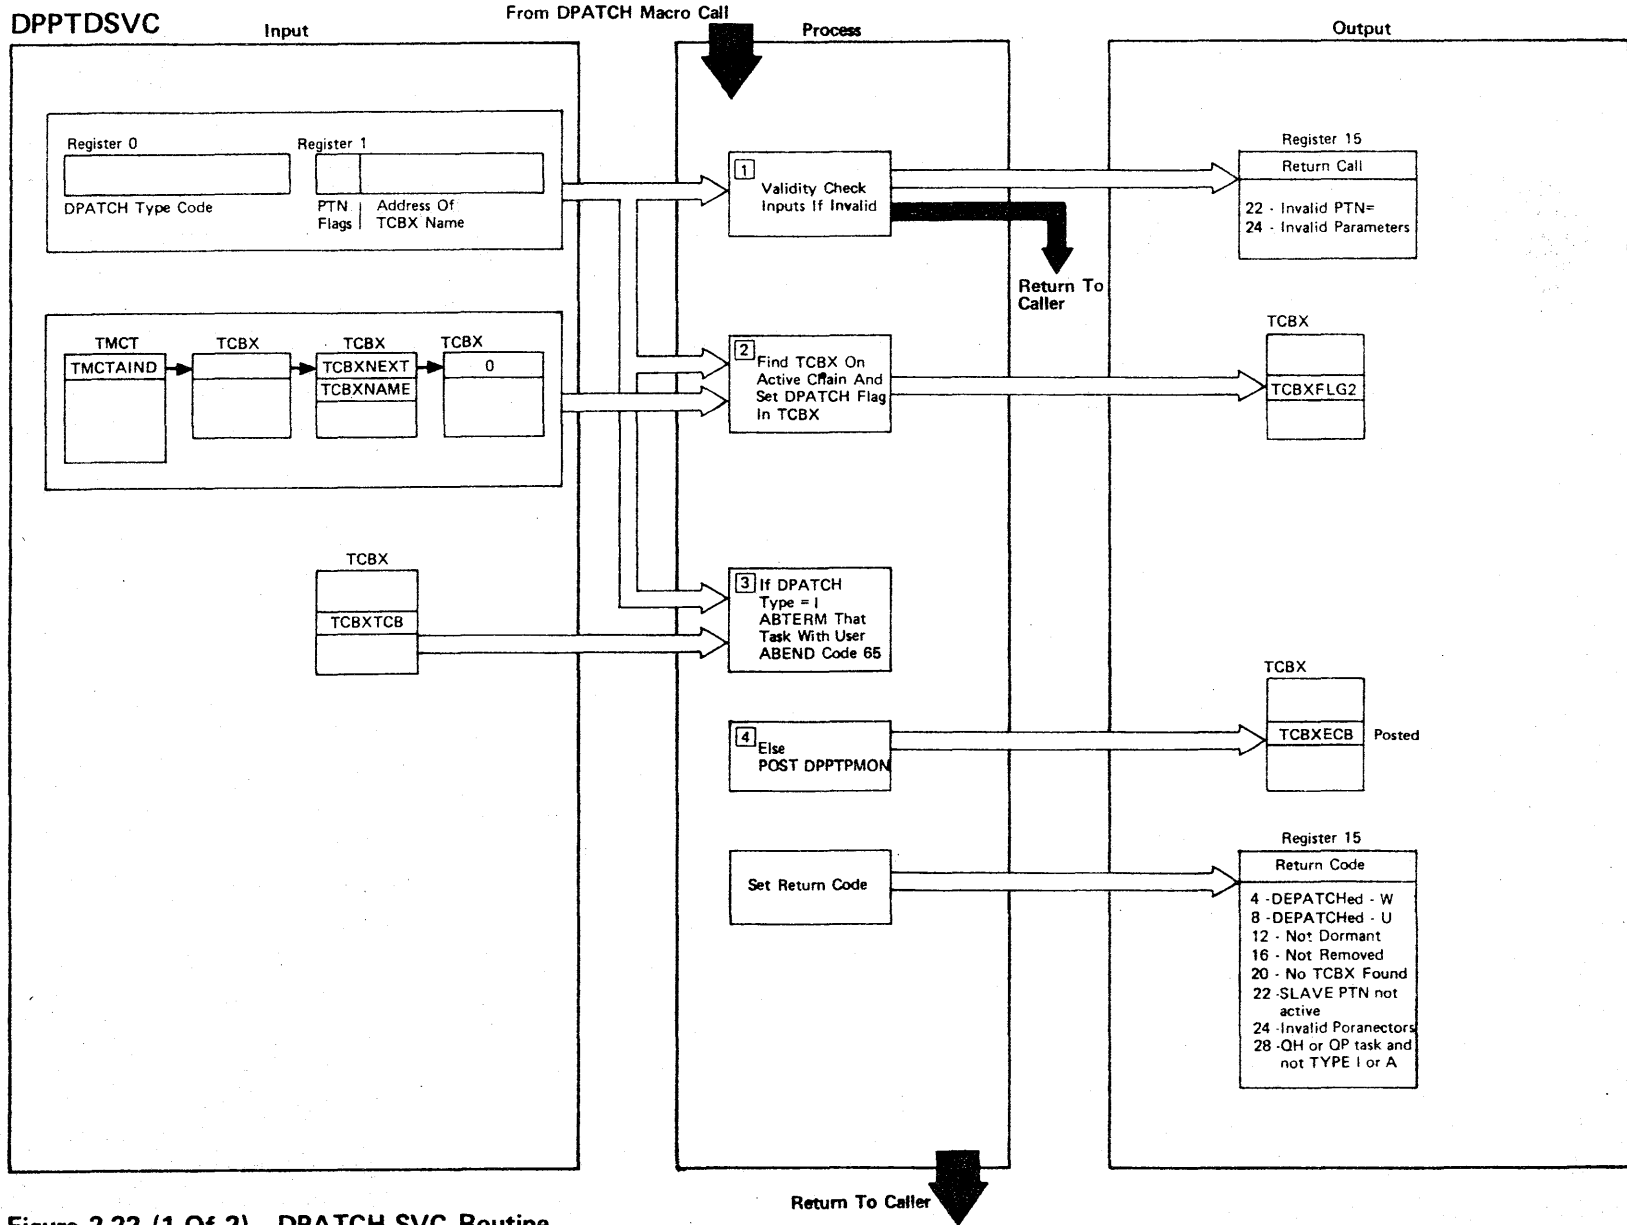 DPPTDSVC
From DPATCH Macro Call
Input
Process
Output
Register 0
Register 1
DPATCH Type Code
PTN Flags
Address Of
TCBX Name
1
Validity Check
Inputs If Invalid
Return To
Caller
Register 15
Return Call
22 - Invalid PTN=
24 - Invalid Parameters
TMCT
TCBX
TCBX
TCBX
TMCTAIND
TCBXNEXT
0
TCBXNAME
2
Find TCBX On
Active Chain And
Set DPATCH Flag
In TCBX
TCBX
TCBXFLG2
TCBX
TCBXTCB
3
If DPATCH
Type = I
ABTERM That
Task With User
ABEND Code 65
4
Else
POST DPPTPMON
TCBX
TCBXECB
Posted
Set Return Code
Register 15
Return Code
4 -DEPATCHed - W
8 -DEPATCHed - U
12 - Not Dormant
16 - Not Removed
20 - No TCBX Found
22 -SLAVE PTN not
active
24 -Invalid Poranectors
28 -QH or QP task and
not TYPE I or A
Return To Caller
Figure 2.22 (1 Of 2). DPATCH SVC Routine